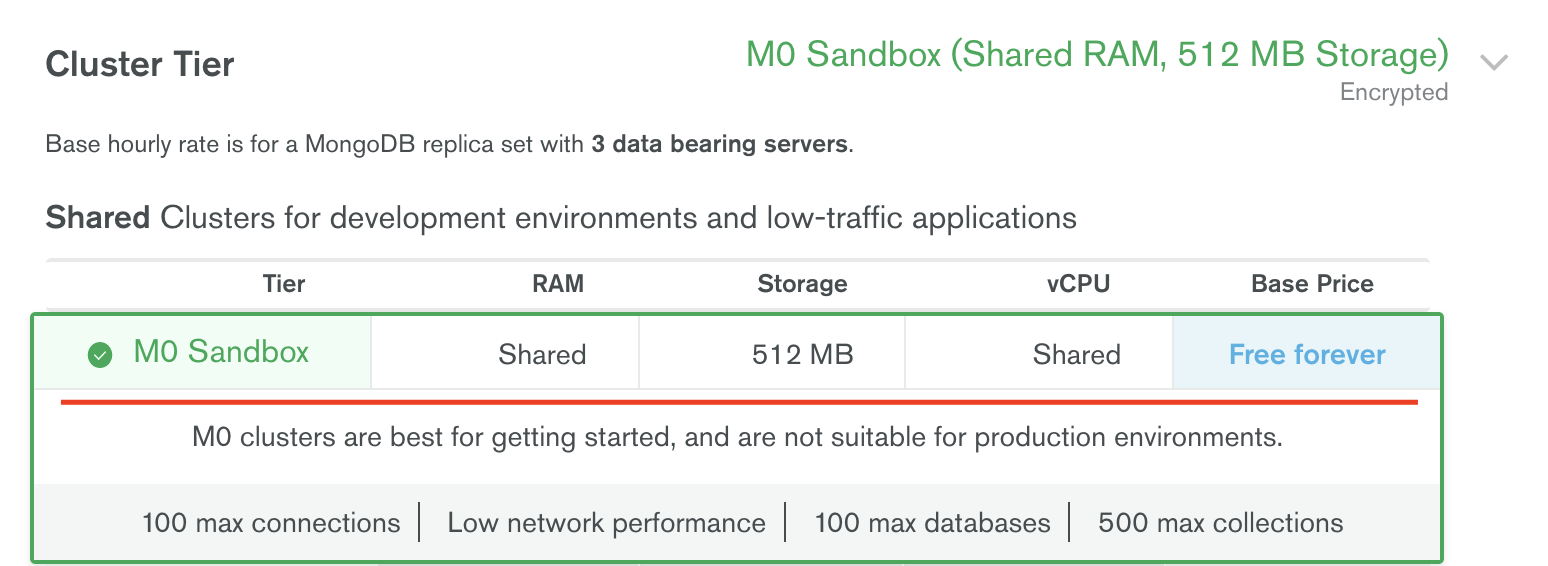 Cluster Tier
M0 Sandbox (Shared RAM, 512 MB Storage)
Encrypted
Base hourly rate is for a MongoDB replica set with 3 data bearing servers.
Shared Clusters for development environments and low-traffic applications
Tier RAM Storage vCPU Base Price
M0 Sandbox Shared 512 MB Shared Free forever
M0 clusters are best for getting started, and are not suitable for production environments.
100 max connections Low network performance 100 max databases 500 max collections